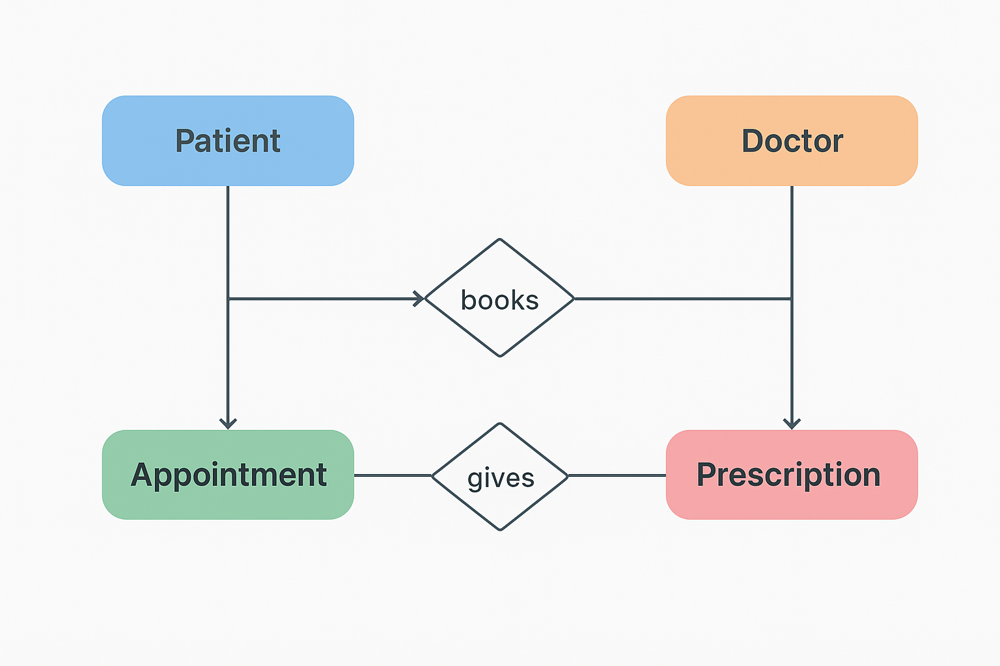 Patient
Doctor
books
Appointment
gives
Prescription